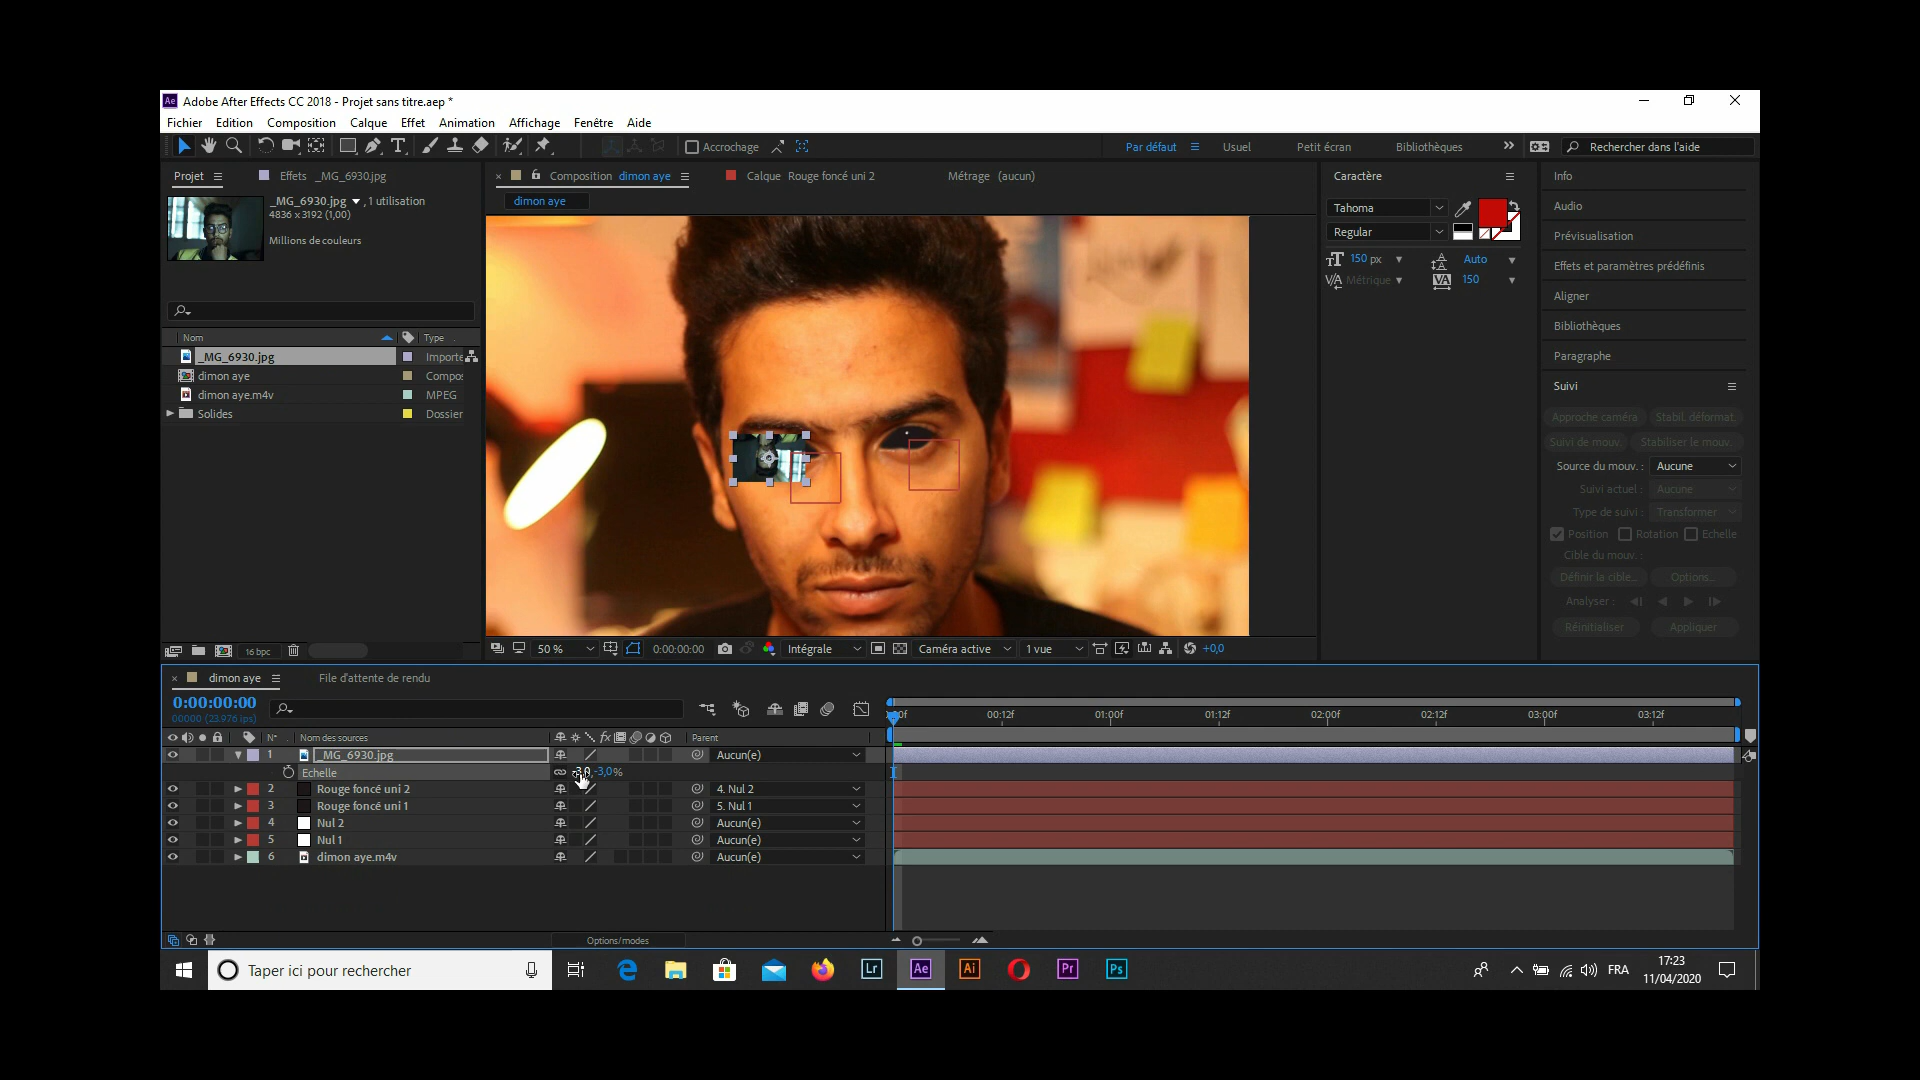 Ae Adobe After Effects CC 2018 - Projet sans titre.aep *
Fichier Edition Composition Calque Effet Animation Affichage Fenêtre Aide
Accrochage Par défaut Usuel Petit écran Bibliothèques Rechercher dans l'aide
Projet Effets _MG_6930.jpg
_MG_6930.jpg , 1 utilisation
4836 x 3192 (1,00)
Millions de couleurs
Nom Type
_MG_6930.jpg Importe
dimon aye Compos
dimon aye.m4v MPEG
Solides Dossier
16 bpc
Composition dimon aye Calque Rouge foncé uni 2 Métrage (aucun)
dimon aye
50 % 0:00:00:00 Intégrale Caméra active 1 vue +0,0
Caractère
Tahoma
Regular
150 px Auto
Métrique 150
Info
Audio
Prévisualisation
Effets et paramètres prédéfinis
Aligner
Bibliothèques
Paragraphe
Suivi
Approche caméra Stabil. déformat.
Suivi de mouv. Stabiliser le mouv.
Source du mouv. : Aucune
Suivi actuel : Aucune
Type de suivi : Transformer
Position Rotation Echelle
Cible du mouv. :
Définir la cible... Options...
Analyser :
Réinitialiser Appliquer
dimon aye File d'attente de rendu
0:00:00:00
00000 (23.976 ips)
00:12f 01:00f 01:12f 02:00f 02:12f 03:00f 03:12f
N° Nom des sources Parent
1 _MG_6930.jpg Aucun(e)
Echelle -3,0%
2 Rouge foncé uni 2 4. Nul 2
3 Rouge foncé uni 1 5. Nul 1
4 Nul 2 Aucun(e)
5 Nul 1 Aucun(e)
6 dimon aye.m4v Aucun(e)
Options/modes
Taper ici pour rechercher Lr Ae Ai Pr Ps FRA 17:23
11/04/2020